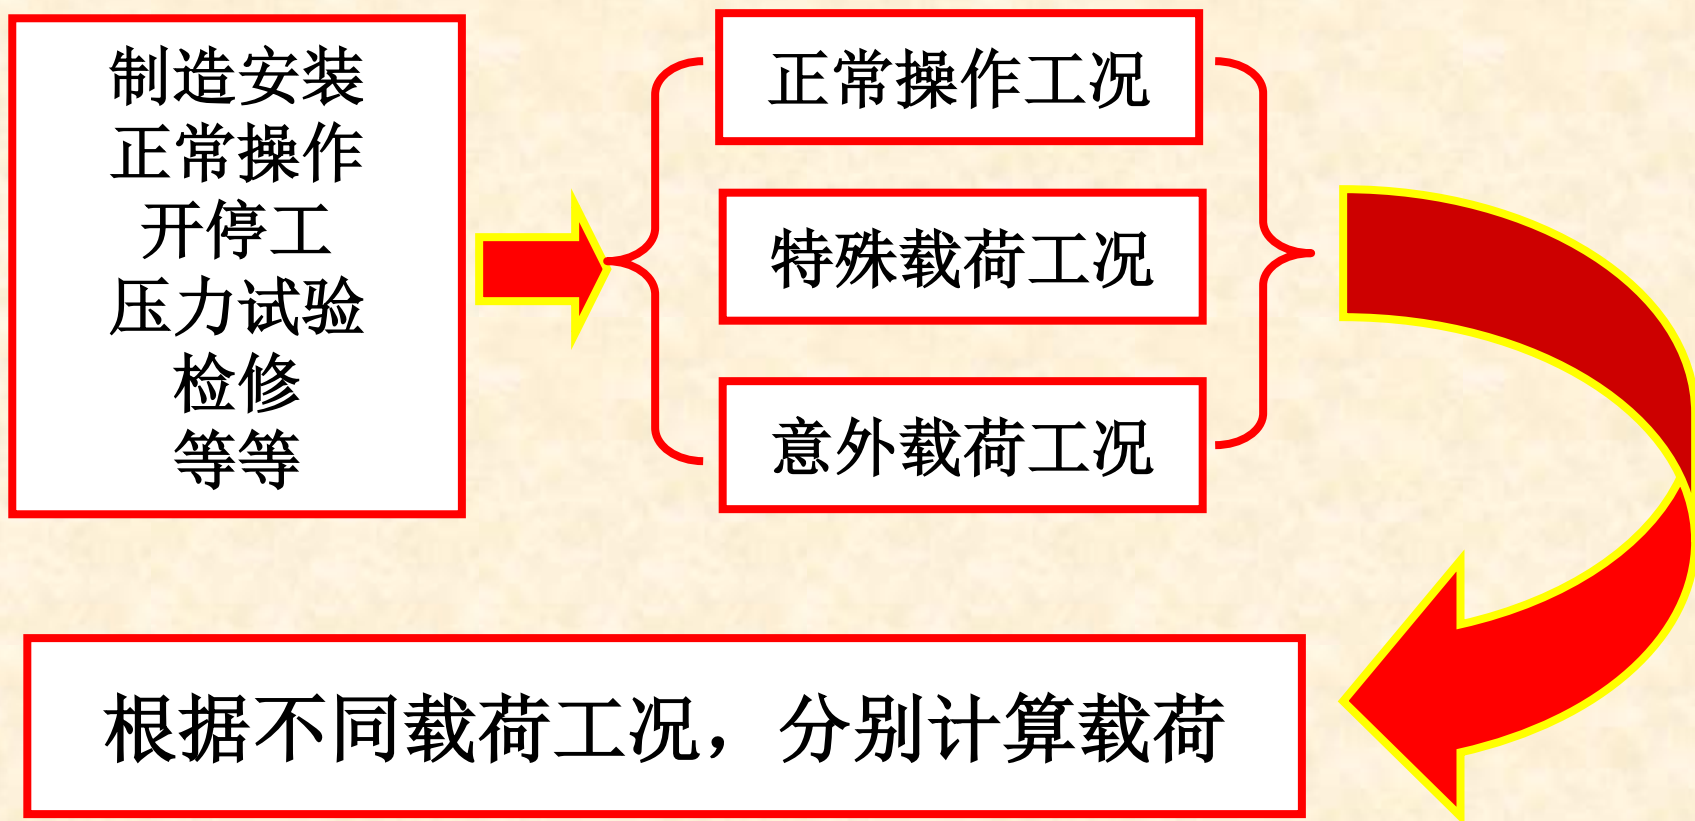 制造安装
正常操作
开停工
压力试验
检修
等等
正常操作工况
特殊载荷工况
意外载荷工况
根据不同载荷工况，分别计算载荷